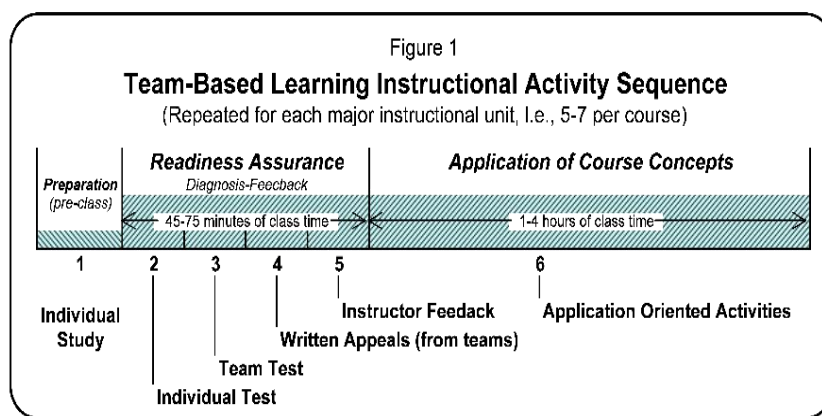 Figure 1
Team-Based Learning Instructional Activity Sequence
(Repeated for each major instructional unit, I.e., 5-7 per course)
Preparation
(pre-class)
Readiness Assurance
Diagnosis-Feecback
Application of Course Concepts
45-75 minutes of class time
1-4 hours of class time
1
2
3
4
5
6
Individual
Study
Instructor Feedack
Application Oriented Activities
Written Appeals (from teams)
Team Test
Individual Test